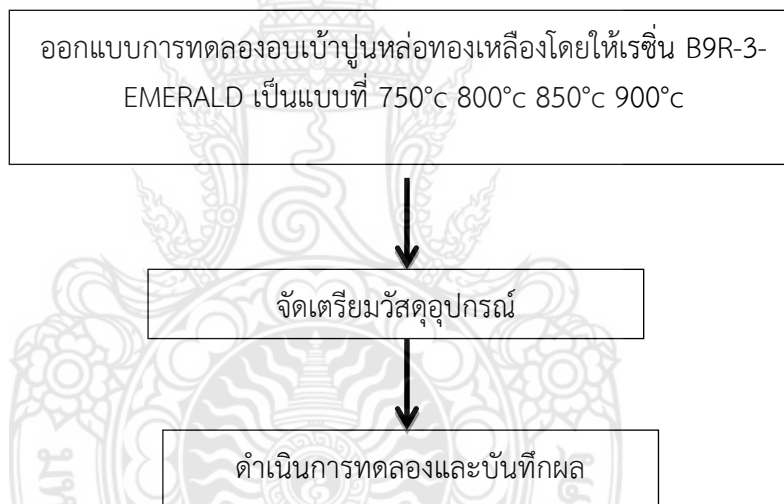 ออกแบบการทดลองอบเบ้าปูนหล่อทองเหลืองโดยให้เรซิ่น B9R-3-
EMERALD เป็นแบบที่ 750°c 800°c 850°c 900°c
จัดเตรียมวัสดุอุปกรณ์
ดำเนินการทดลองและบันทึกผล